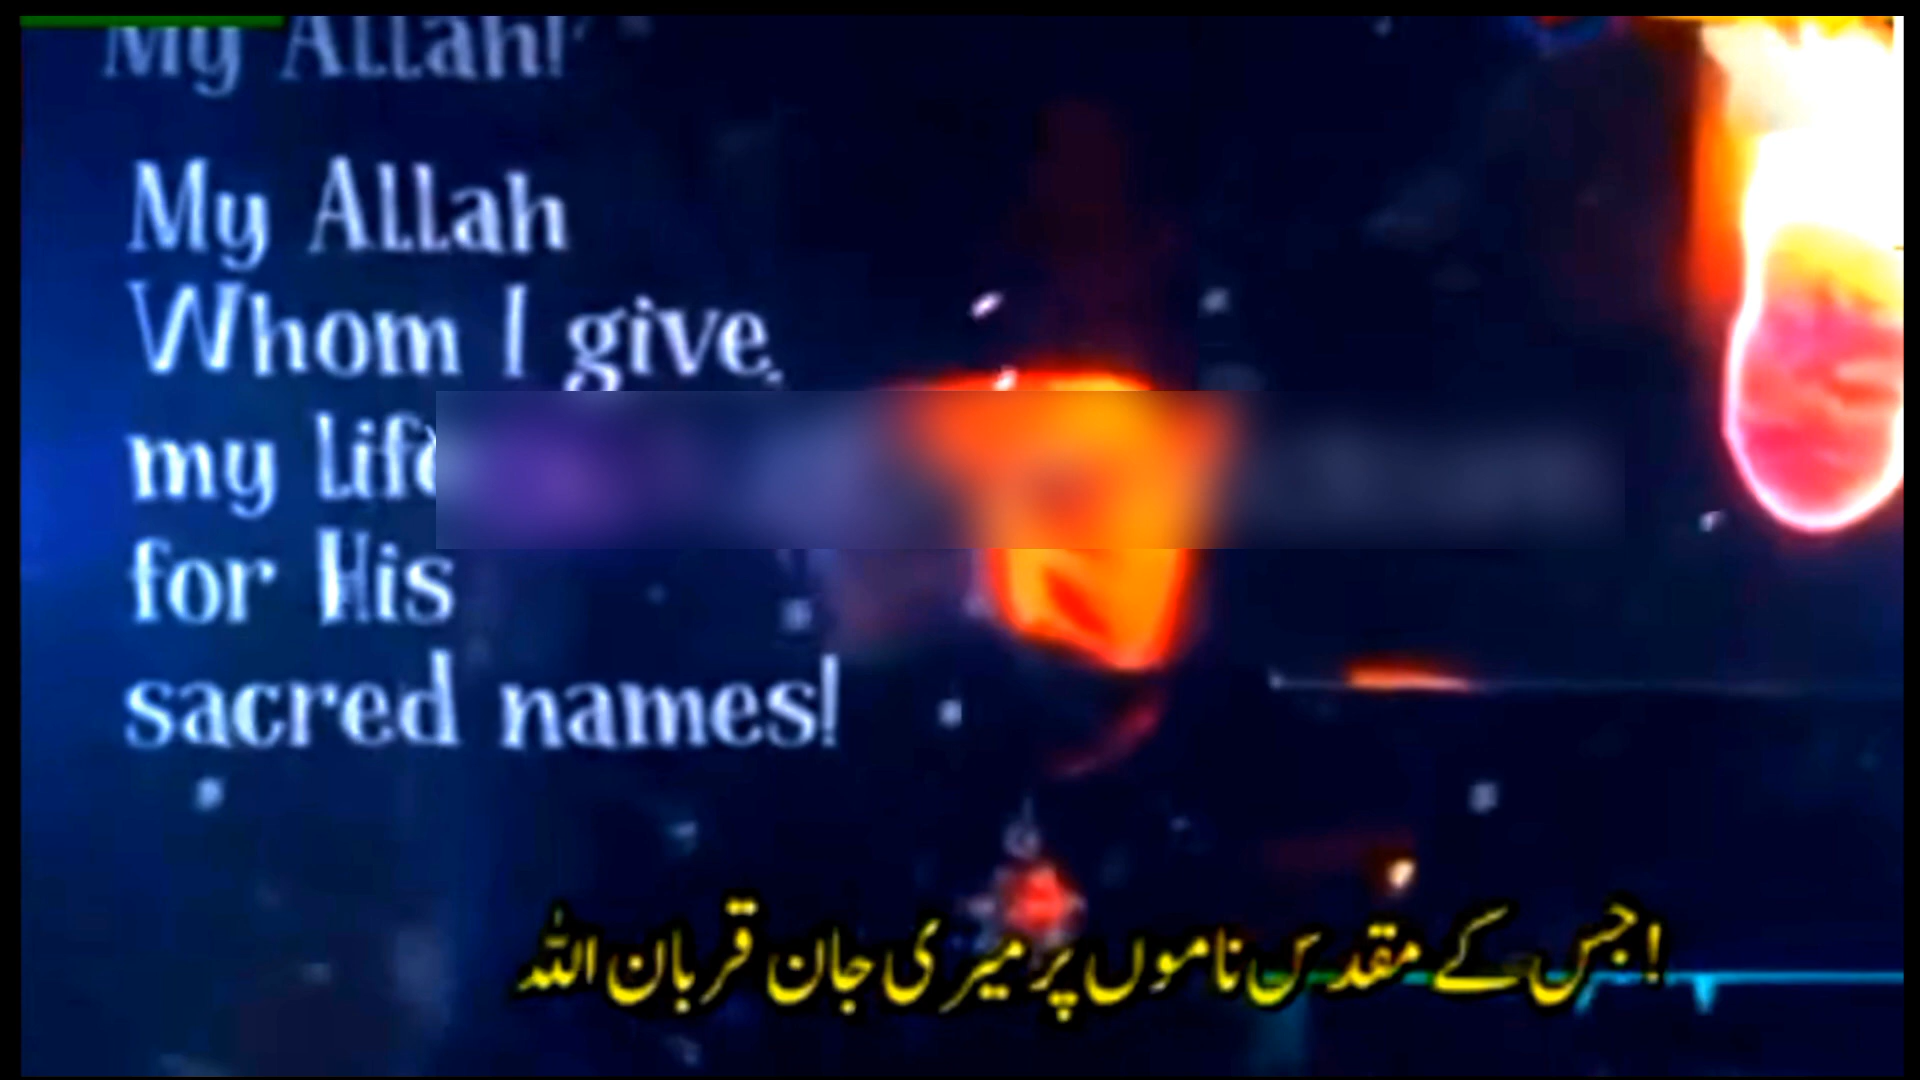 My Allah!
My Allah
Whom I give,
my Life
for His
sacred names!
!جس کے مقدس ناموں پر میری جان قربان اللہ